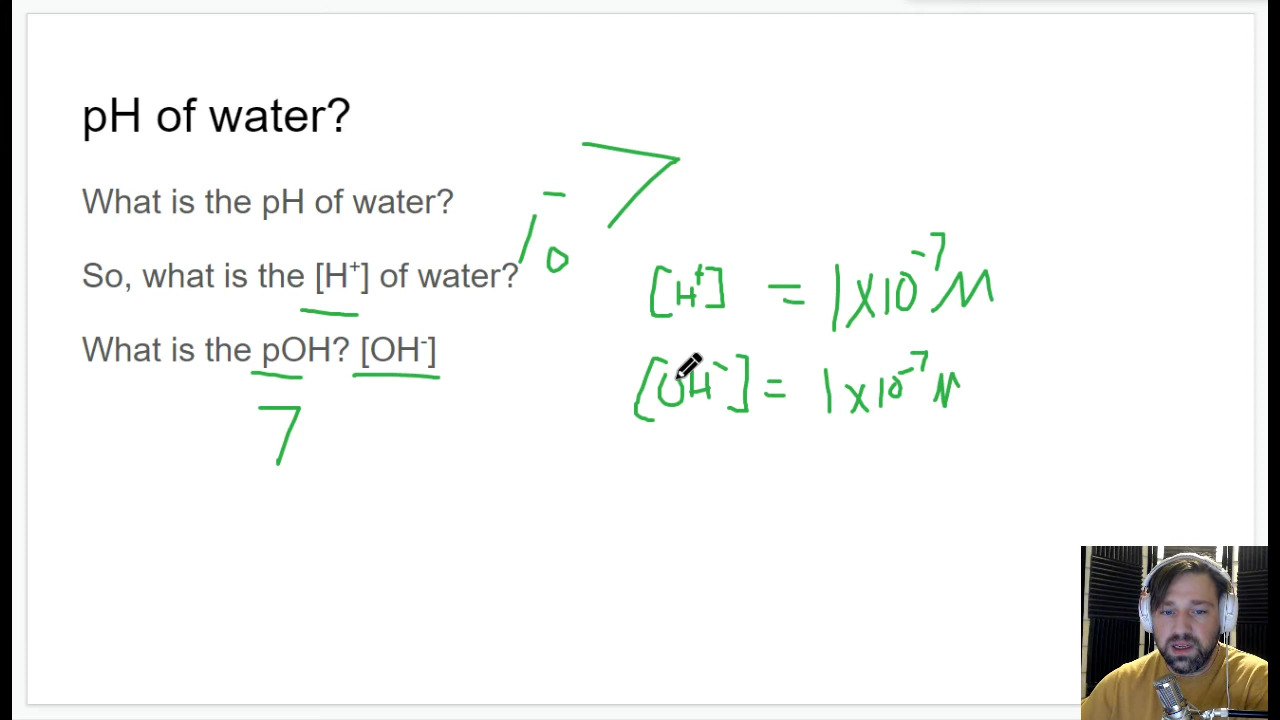 pH of water?
What is the pH of water?
10⁻⁷
So, what is the [H⁺] of water?
[H⁺] = 1x10⁻⁷ M
What is the pOH? [OH⁻]
[OH⁻] = 1x10⁻⁷ M
7